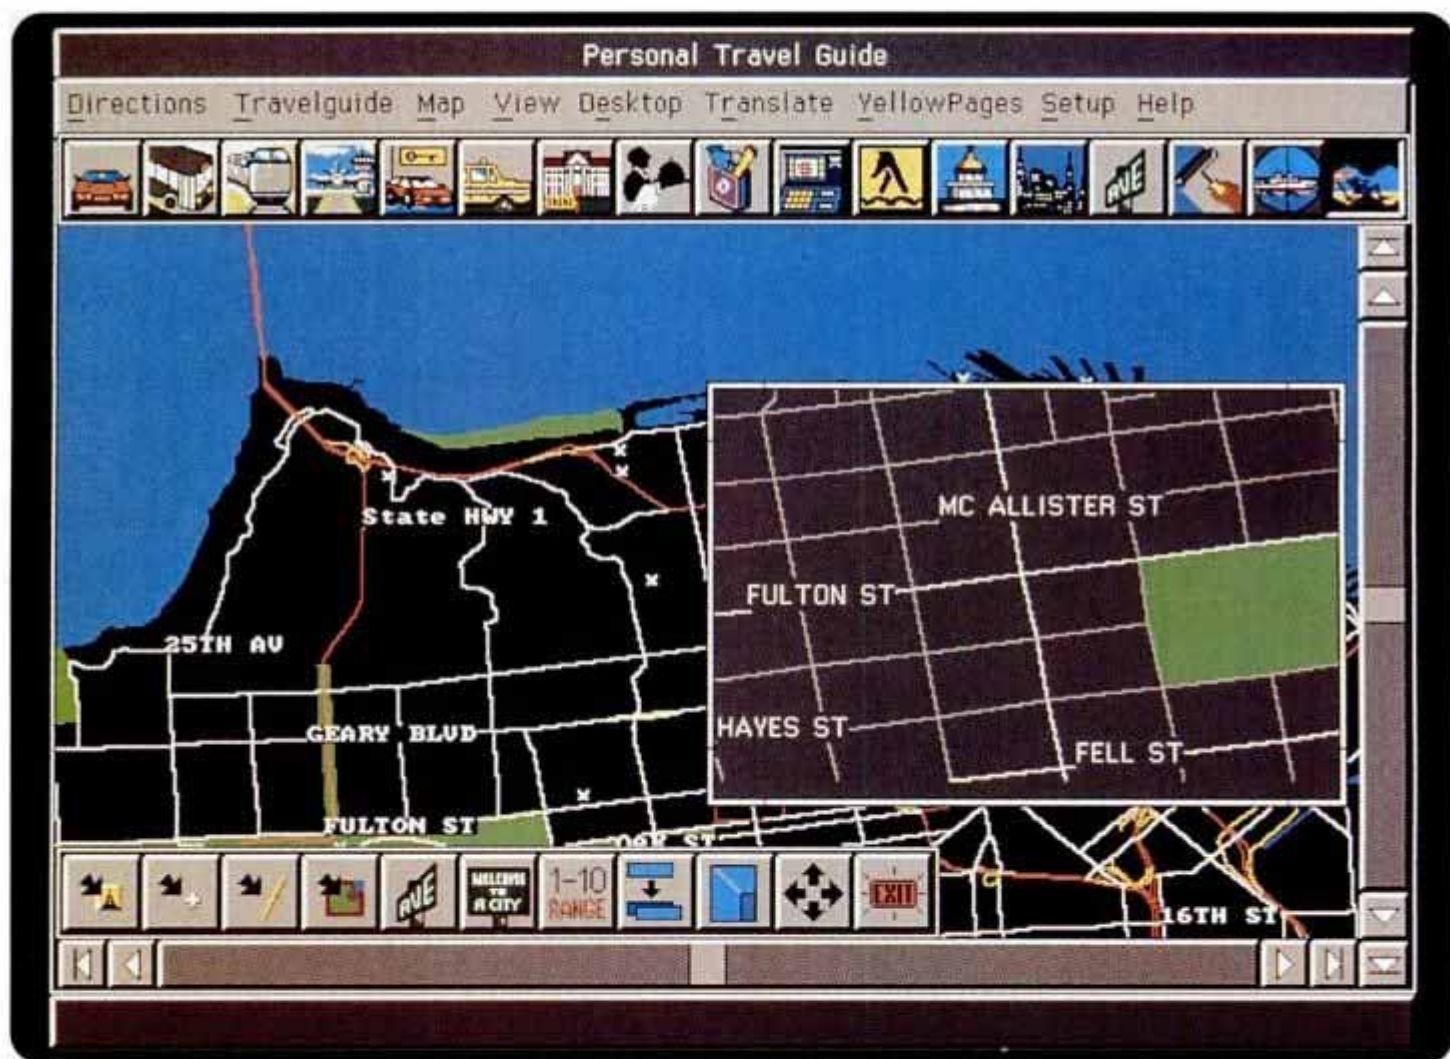 Personal Travel Guide
Directions Travelguide Map View Desktop Translate YellowPages Setup Help
AVE
MC ALLISTER ST
State HWY 1
FULTON ST
25TH AV
HAYES ST
GEARY BLVD
FELL ST
FULTON ST
OAK ST
AVE
WELCOME
TO
A CITY
1-10
RANGE
EXIT
16TH ST